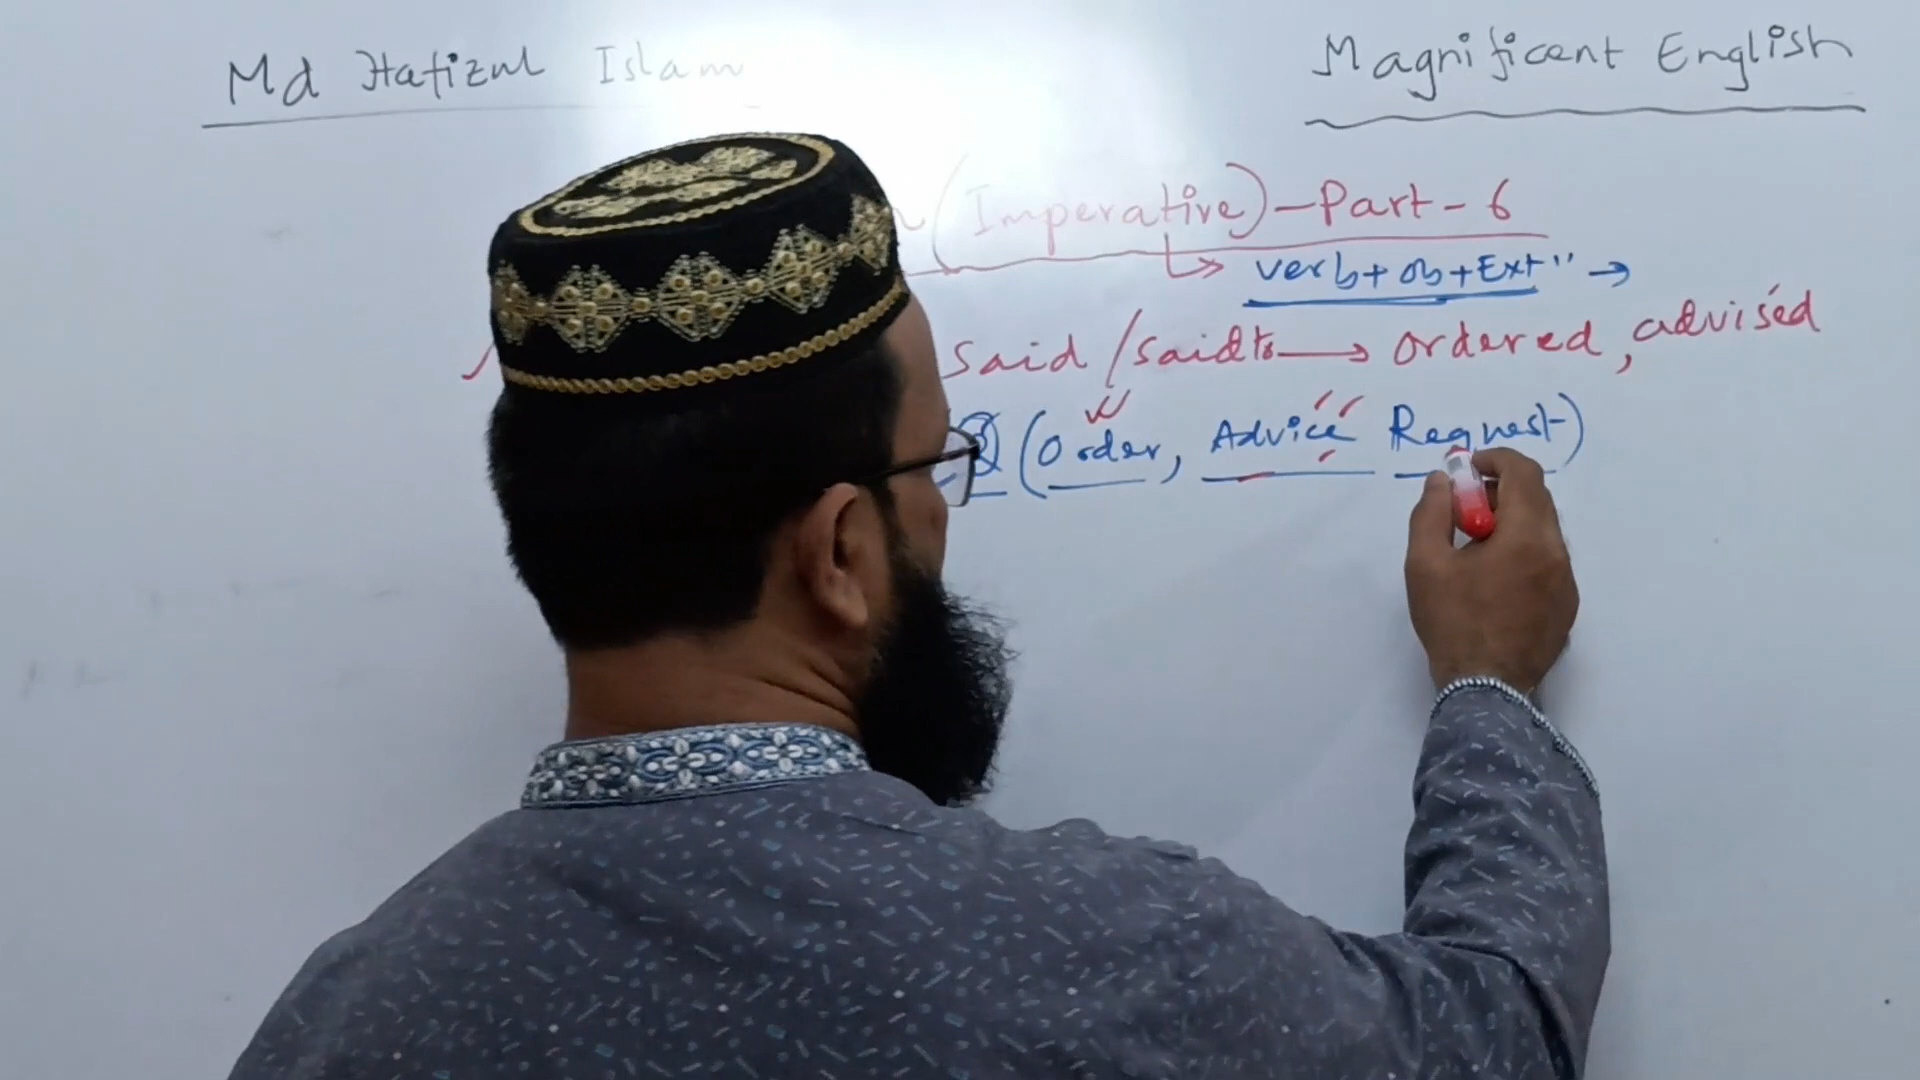 Md Hafizul Islam
Magnificent English
(Imperative)-Part-6
verb+ob+Ext" →
said/said to → ordered, advised
(Order, Advice Request)